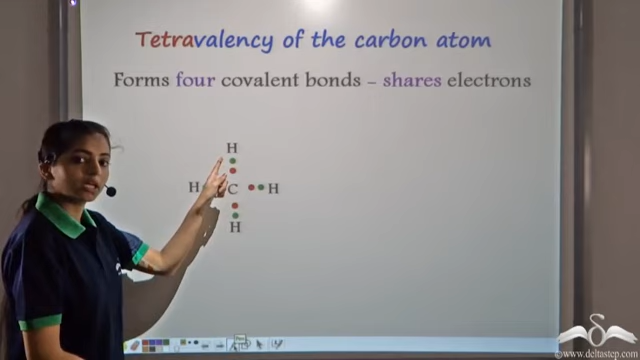 Tetravalency of the carbon atom
Forms four covalent bonds – shares electrons
H
H C H
H
©www.deltastep.com